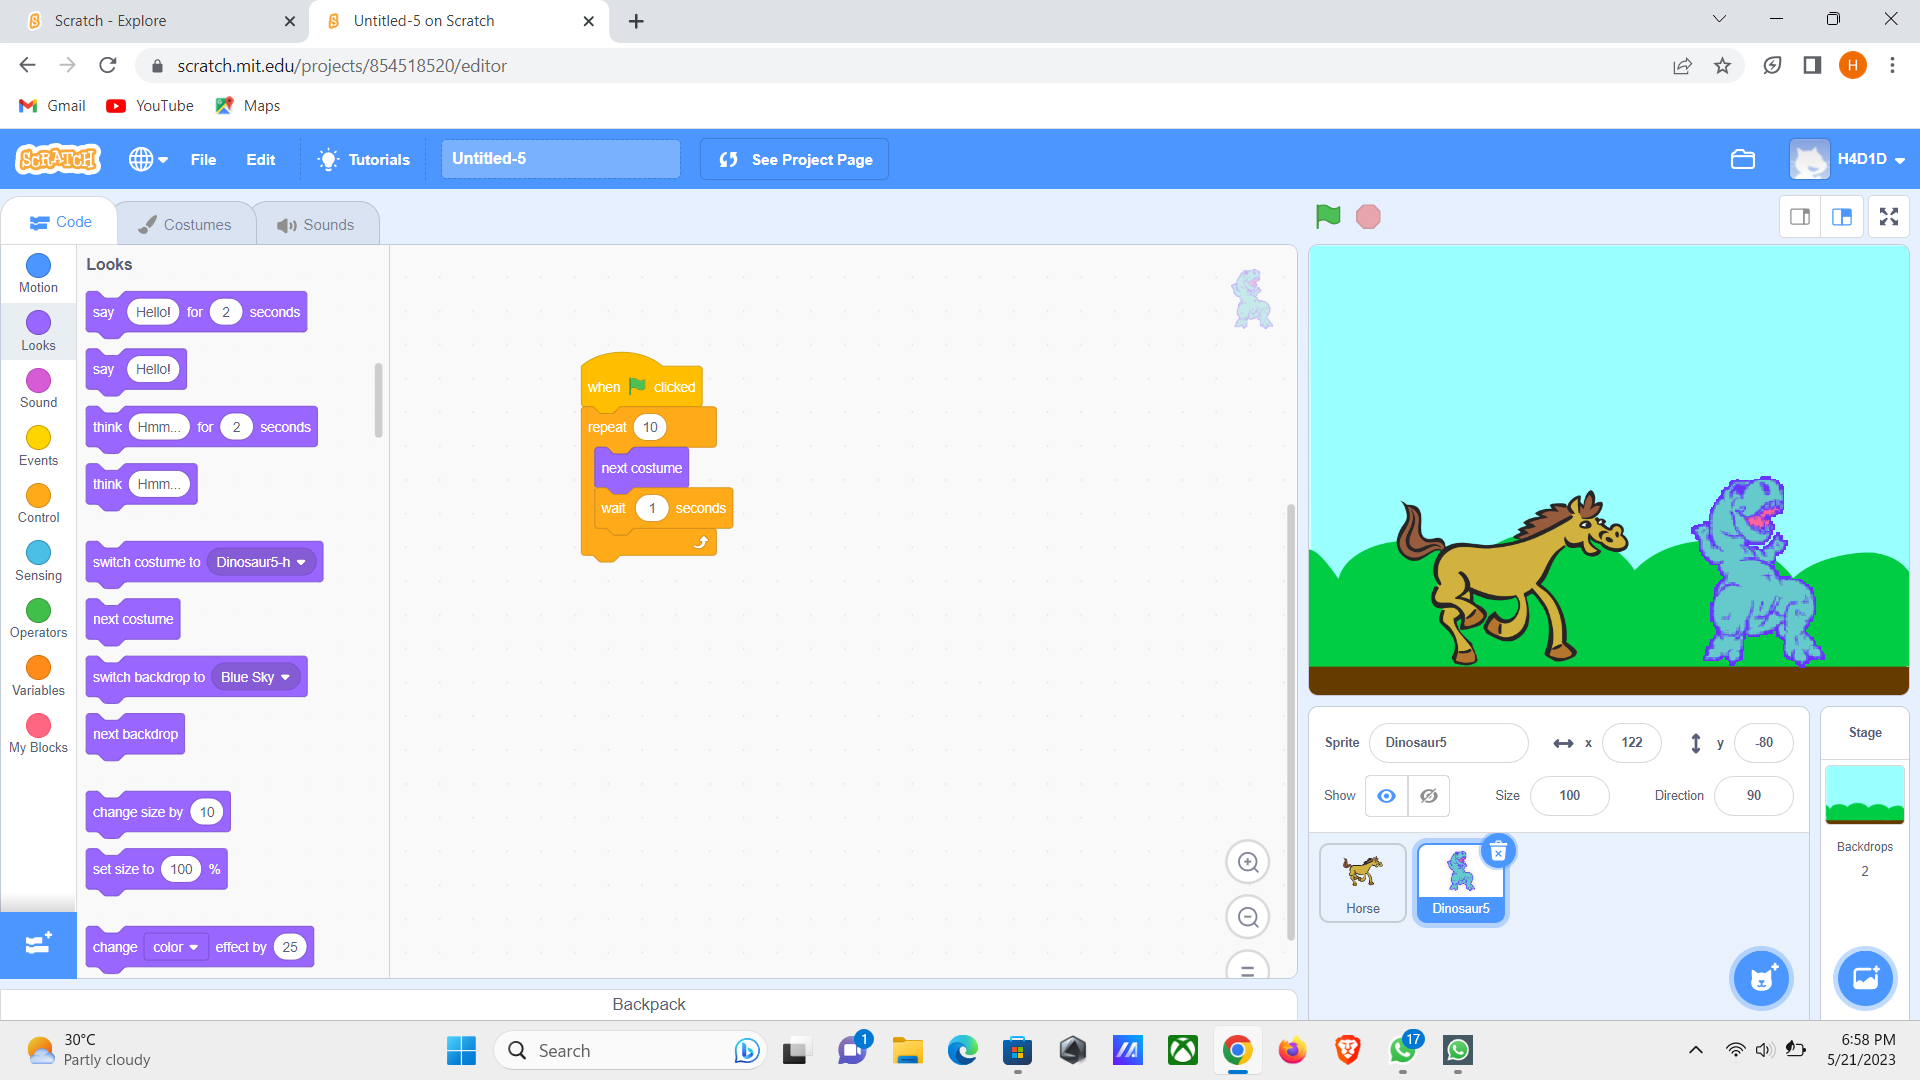 Scratch - Explore
Untitled-5 on Scratch
scratch.mit.edu/projects/854518520/editor
H
Gmail
YouTube
Maps
SCRATCH
File
Edit
Tutorials
Untitled-5
See Project Page
H4D1D
Code
Costumes
Sounds
Motion
Looks
Sound
Events
Control
Sensing
Operators
Variables
My Blocks
Looks
say Hello! for 2 seconds
say Hello!
think Hmm... for 2 seconds
think Hmm...
switch costume to Dinosaur5-h
next costume
switch backdrop to Blue Sky
next backdrop
change size by 10
set size to 100 %
change color effect by 25
when clicked
repeat 10
next costume
wait 1 seconds
Sprite Dinosaur5 x 122 y -80
Show Size 100 Direction 90
Horse
Dinosaur5
Stage
Backdrops
2
Backpack
30°C
Partly cloudy
Search
1
17
6:58 PM
5/21/2023